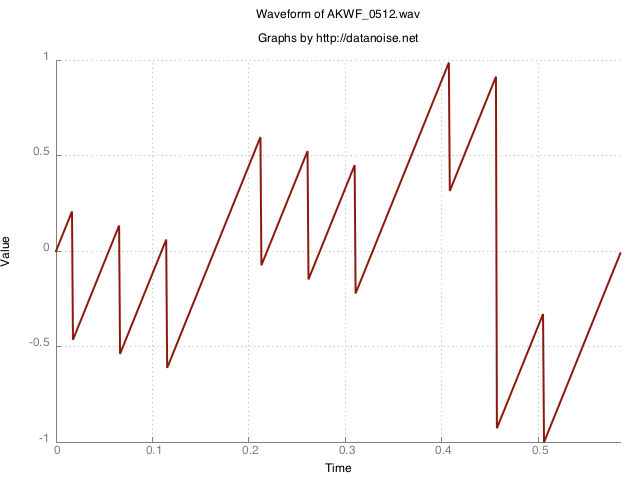 Waveform of AKWF_0512.wav
Graphs by http://datanoise.net
1
0.5
0
-0.5
-1
Value
0 0.1 0.2 0.3 0.4 0.5
Time